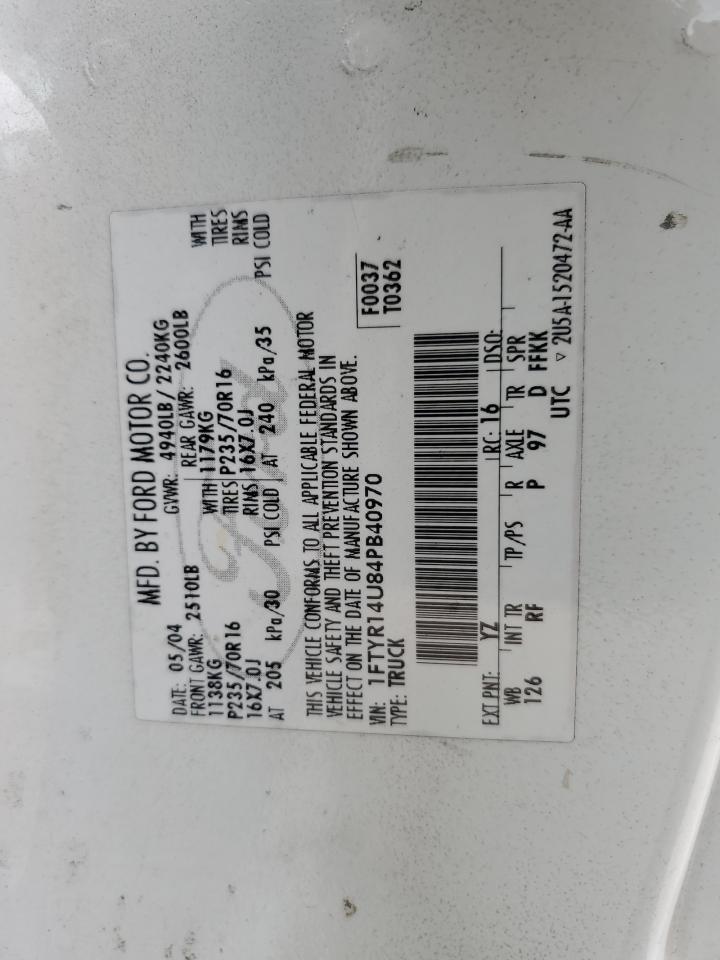 MFD. BY FORD MOTOR CO.
DATE: 05/04 GVWR: 4940LB / 2240KG
FRONT GAWR: 2510LB REAR GAWR: 2600LB
1138KG WITH 1179KG WITH
P235/70R16 TIRES P235/70R16 TIRES
16X7.0J RIMS 16X7.0J RIMS
AT 205 kPa/30 PSI COLD AT 240 kPa/35 PSI COLD
Ford
THIS VEHICLE CONFORMS TO ALL APPLICABLE FEDERAL MOTOR
VEHICLE SAFETY AND THEFT PREVENTION STANDARDS IN
EFFECT ON THE DATE OF MANUFACTURE SHOWN ABOVE.
VIN: 1FTYR14U84PB40970 F0037
TYPE: TRUCK T0362
EXT PNT: YZ RC: 16 DSO:
WB INT TR TP/PS R AXLE TR SPR
126 RF P 97 D FFKK
UTC ▽ 2U5A-1520472-AA